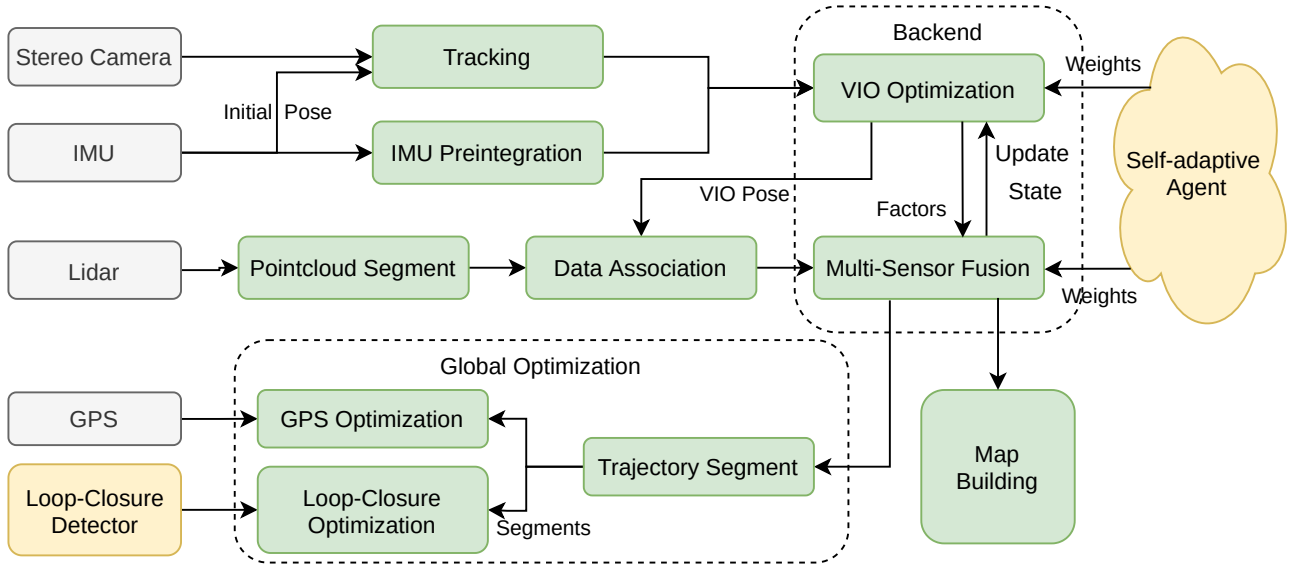 Backend
Stereo Camera
Tracking
VIO Optimization
Weights
Initial Pose
IMU
IMU Preintegration
Update
State
Self-adaptive
Agent
VIO Pose
Factors
Lidar
Pointcloud Segment
Data Association
Multi-Sensor Fusion
Weights
Global Optimization
GPS
GPS Optimization
Trajectory Segment
Map
Building
Loop-Closure
Detector
Loop-Closure
Optimization
Segments